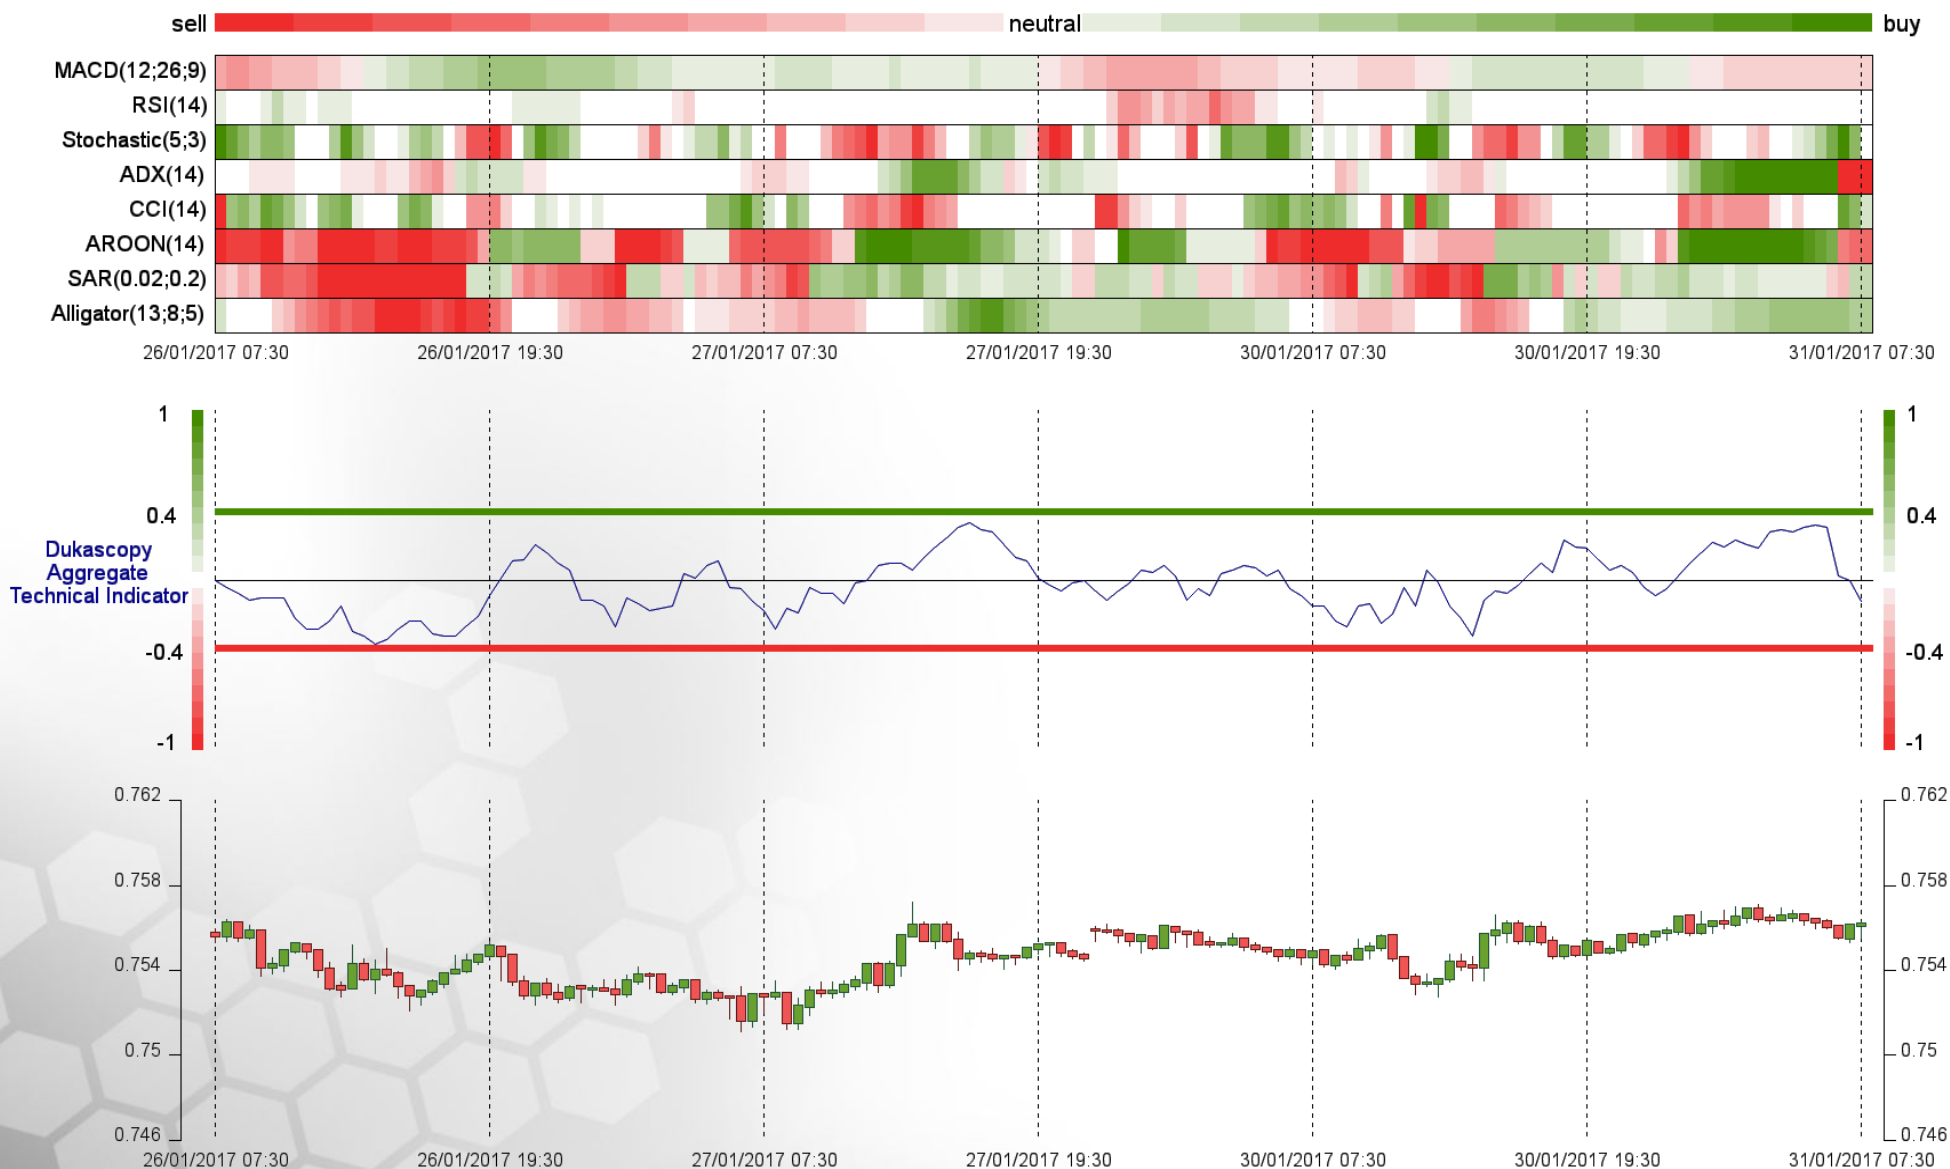 sell neutral buy
MACD(12;26;9)
RSI(14)
Stochastic(5;3)
ADX(14)
CCI(14)
AROON(14)
SAR(0.02;0.2)
Alligator(13;8;5)
26/01/2017 07:30 26/01/2017 19:30 27/01/2017 07:30 27/01/2017 19:30 30/01/2017 07:30 30/01/2017 19:30 31/01/2017 07:30
1 1
0.4 0.4
Dukascopy
Aggregate
Technical Indicator
-0.4 -0.4
-1 -1
0.762 0.762
0.758 0.758
0.754 0.754
0.75 0.75
0.746 0.746
26/01/2017 07:30 26/01/2017 19:30 27/01/2017 07:30 27/01/2017 19:30 30/01/2017 07:30 30/01/2017 19:30 31/01/2017 07:30